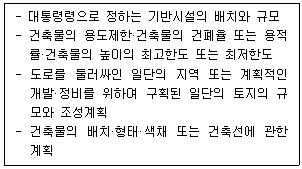 - 대통령령으로 정하는 기반시설의 배치와 규모
- 건축물의 용도제한·건축물의 건폐율 또는 용적
률·건축물의 높이의 최고한도 또는 최저한도
- 도로를 둘러싸인 일단의 지역 또는 계획적인
개발·정비를 위하며 구획된 일단의 토지의 규
모와 조성계획
- 건축물의 배치·형태·색채 또는 건축선에 관한
계획